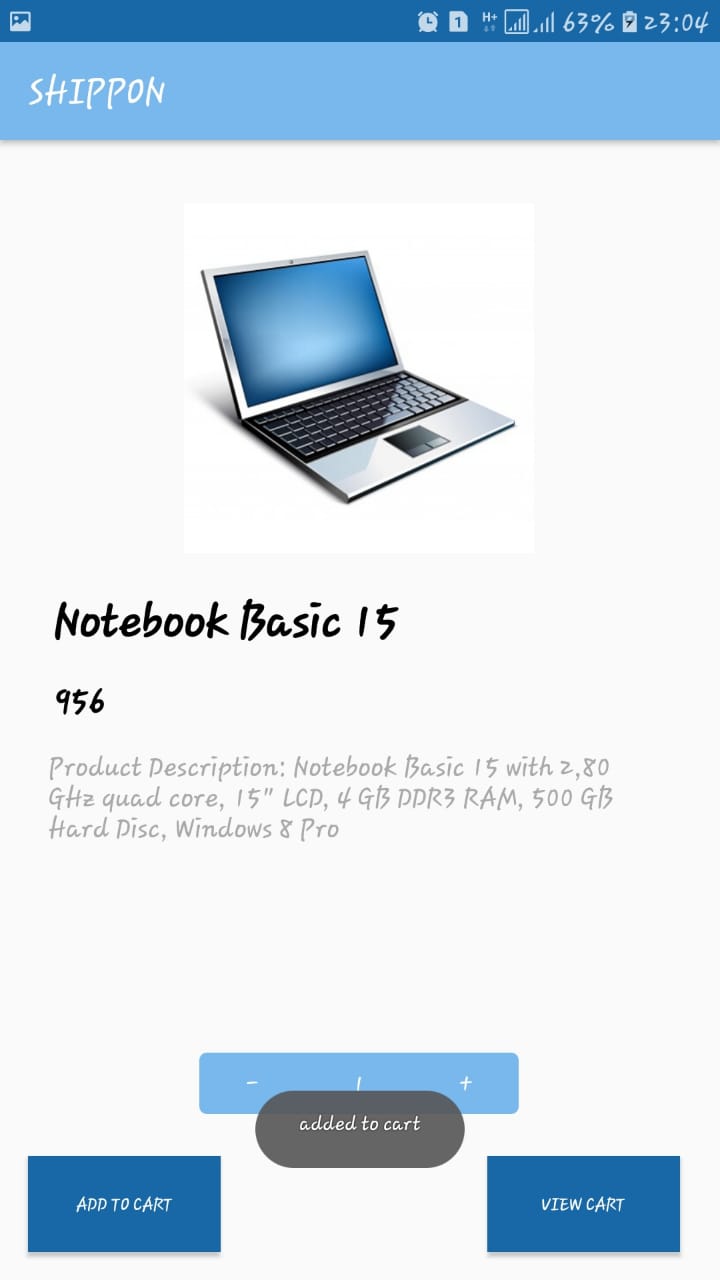 1 H+ 63% 23:04
SHIPPON
Notebook Basic 15
956
Product Description: Notebook Basic 15 with 2,80
GHz quad core, 15" LCD, 4 GB DDR3 RAM, 500 GB
Hard Disc, Windows 8 Pro
- 1 +
added to cart
ADD TO CART VIEW CART